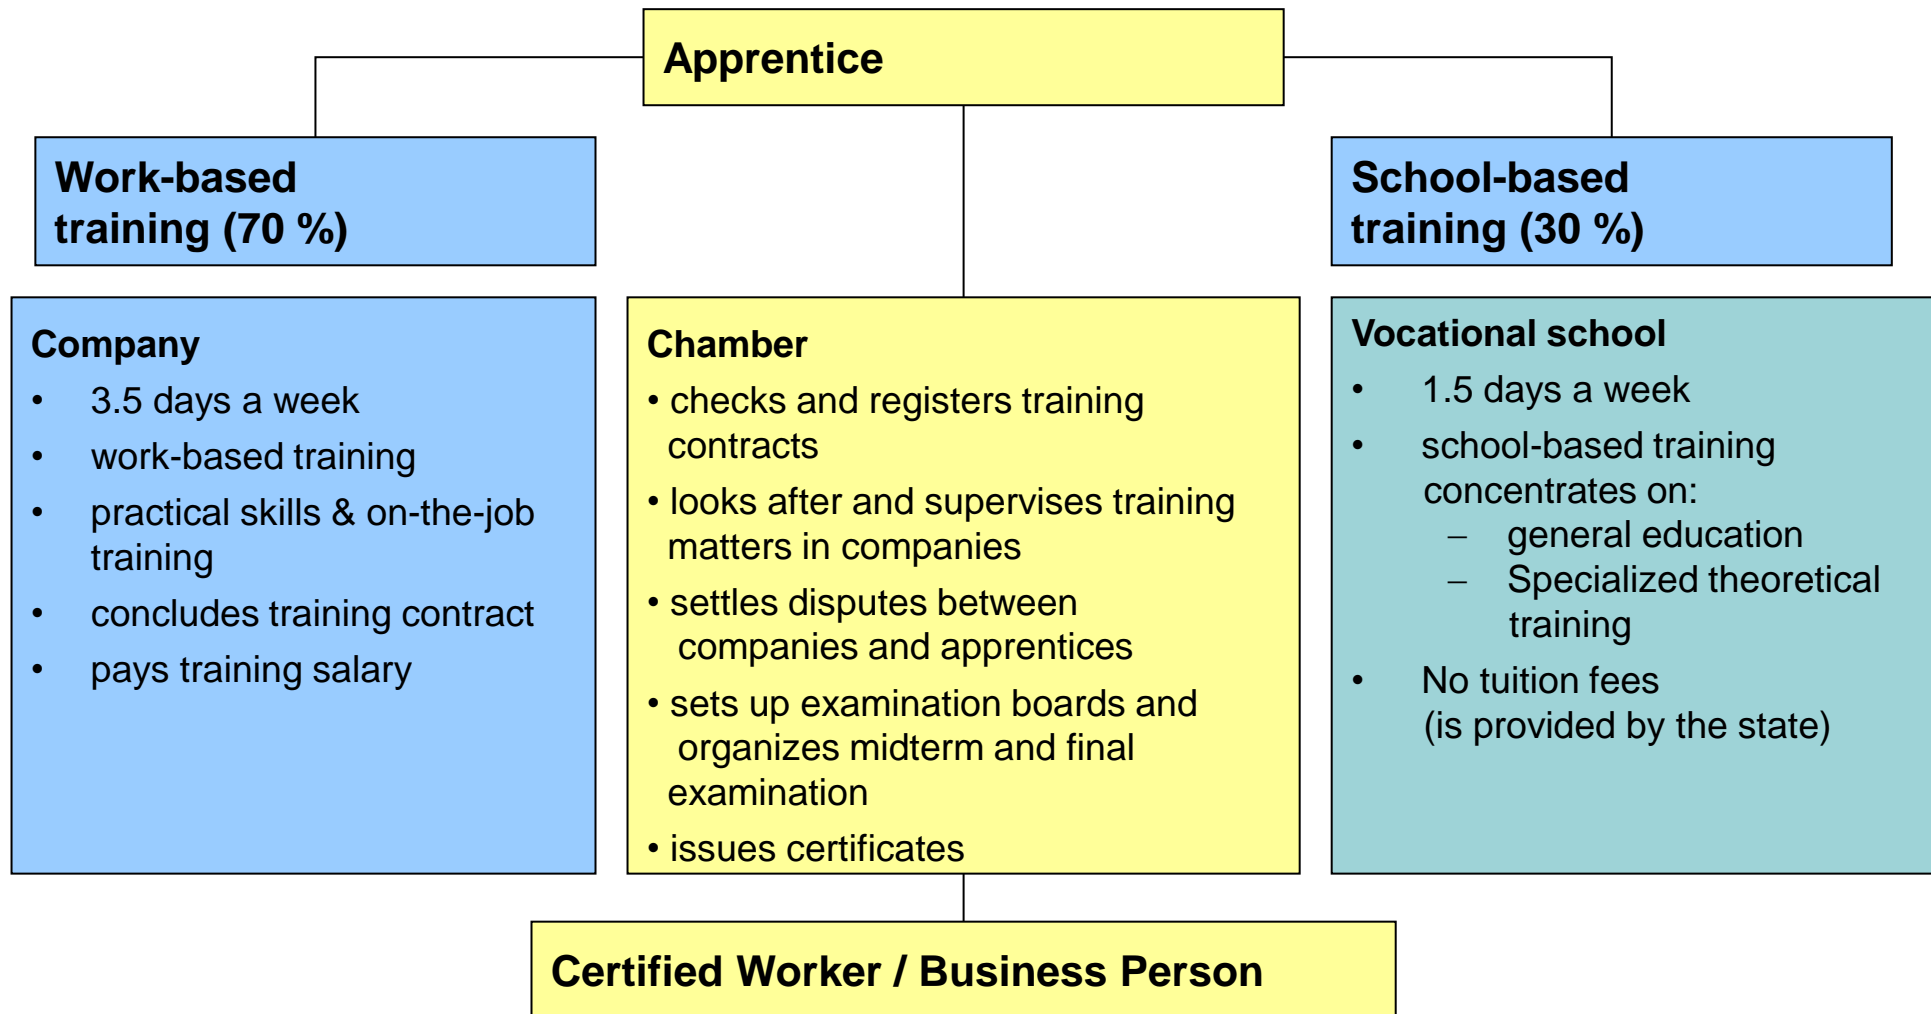 Apprentice
Work-based
training (70 %)
School-based
training (30 %)
Company
• 3.5 days a week
• work-based training
• practical skills & on-the-job
training
• concludes training contract
• pays training salary
Chamber
• checks and registers training
contracts
• looks after and supervises training
matters in companies
• settles disputes between
companies and apprentices
• sets up examination boards and
organizes midterm and final
examination
• issues certificates
Vocational school
• 1.5 days a week
• school-based training
concentrates on:
– general education
– Specialized theoretical
training
• No tuition fees
(is provided by the state)
Certified Worker / Business Person